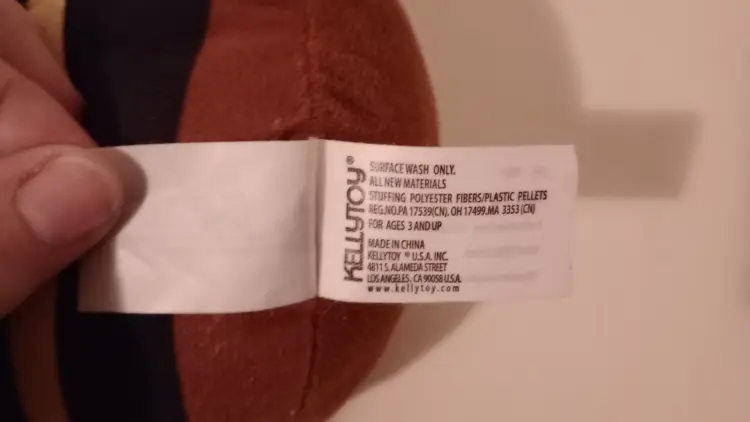 KELLYTOY®
SURFACE WASH ONLY.
ALL NEW MATERIALS
STUFFING POLYESTER FIBERS/PLASTIC PELLETS
REG.NO.PA 17539(CN), OH 17499.MA 3353 (CN)
FOR AGES 3 AND UP
MADE IN CHINA
KELLYTOY ® U.S.A. INC.
4811 S. ALAMEDA STREET
LOS ANGELES, CA 90058 U.S.A.
www.kellytoy.com